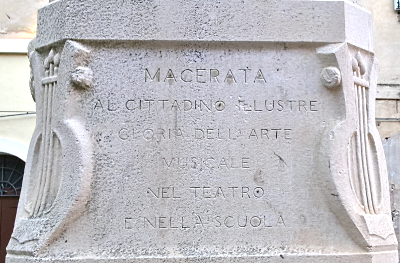 MACERATA
AL CITTADINO ILLUSTRE
GLORIA DELL'ARTE
MUSICALE
NEL TEATRO
E NELLA SCUOLA